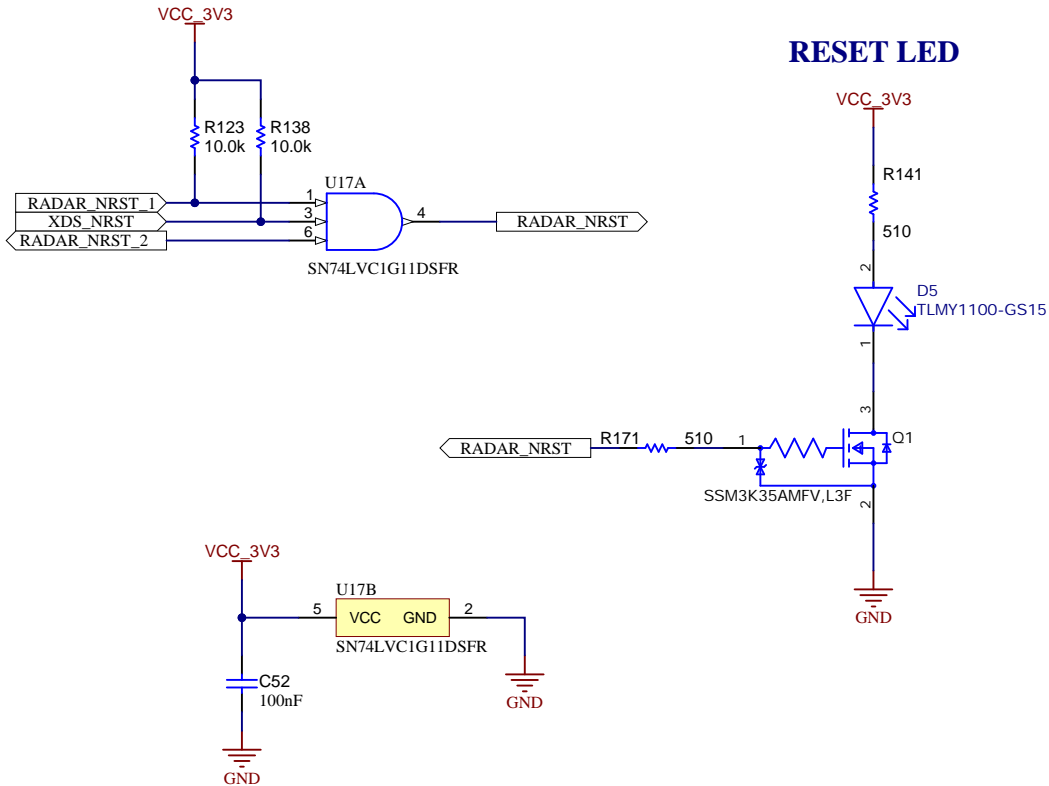 VCC_3V3
R123
10.0k
R138
10.0k
RADAR_NRST_1
XDS_NRST
RADAR_NRST_2
1
3
6
U17A
4
SN74LVC1G11DSFR
RADAR_NRST
RESET LED
VCC_3V3
R141
510
2
D5
TLMY1100-GS15
1
3
RADAR_NRST
R171
510
1
Q1
SSM3K35AMFV,L3F
2
GND
VCC_3V3
U17B
5
VCC
GND
2
SN74LVC1G11DSFR
C52
100nF
GND
GND